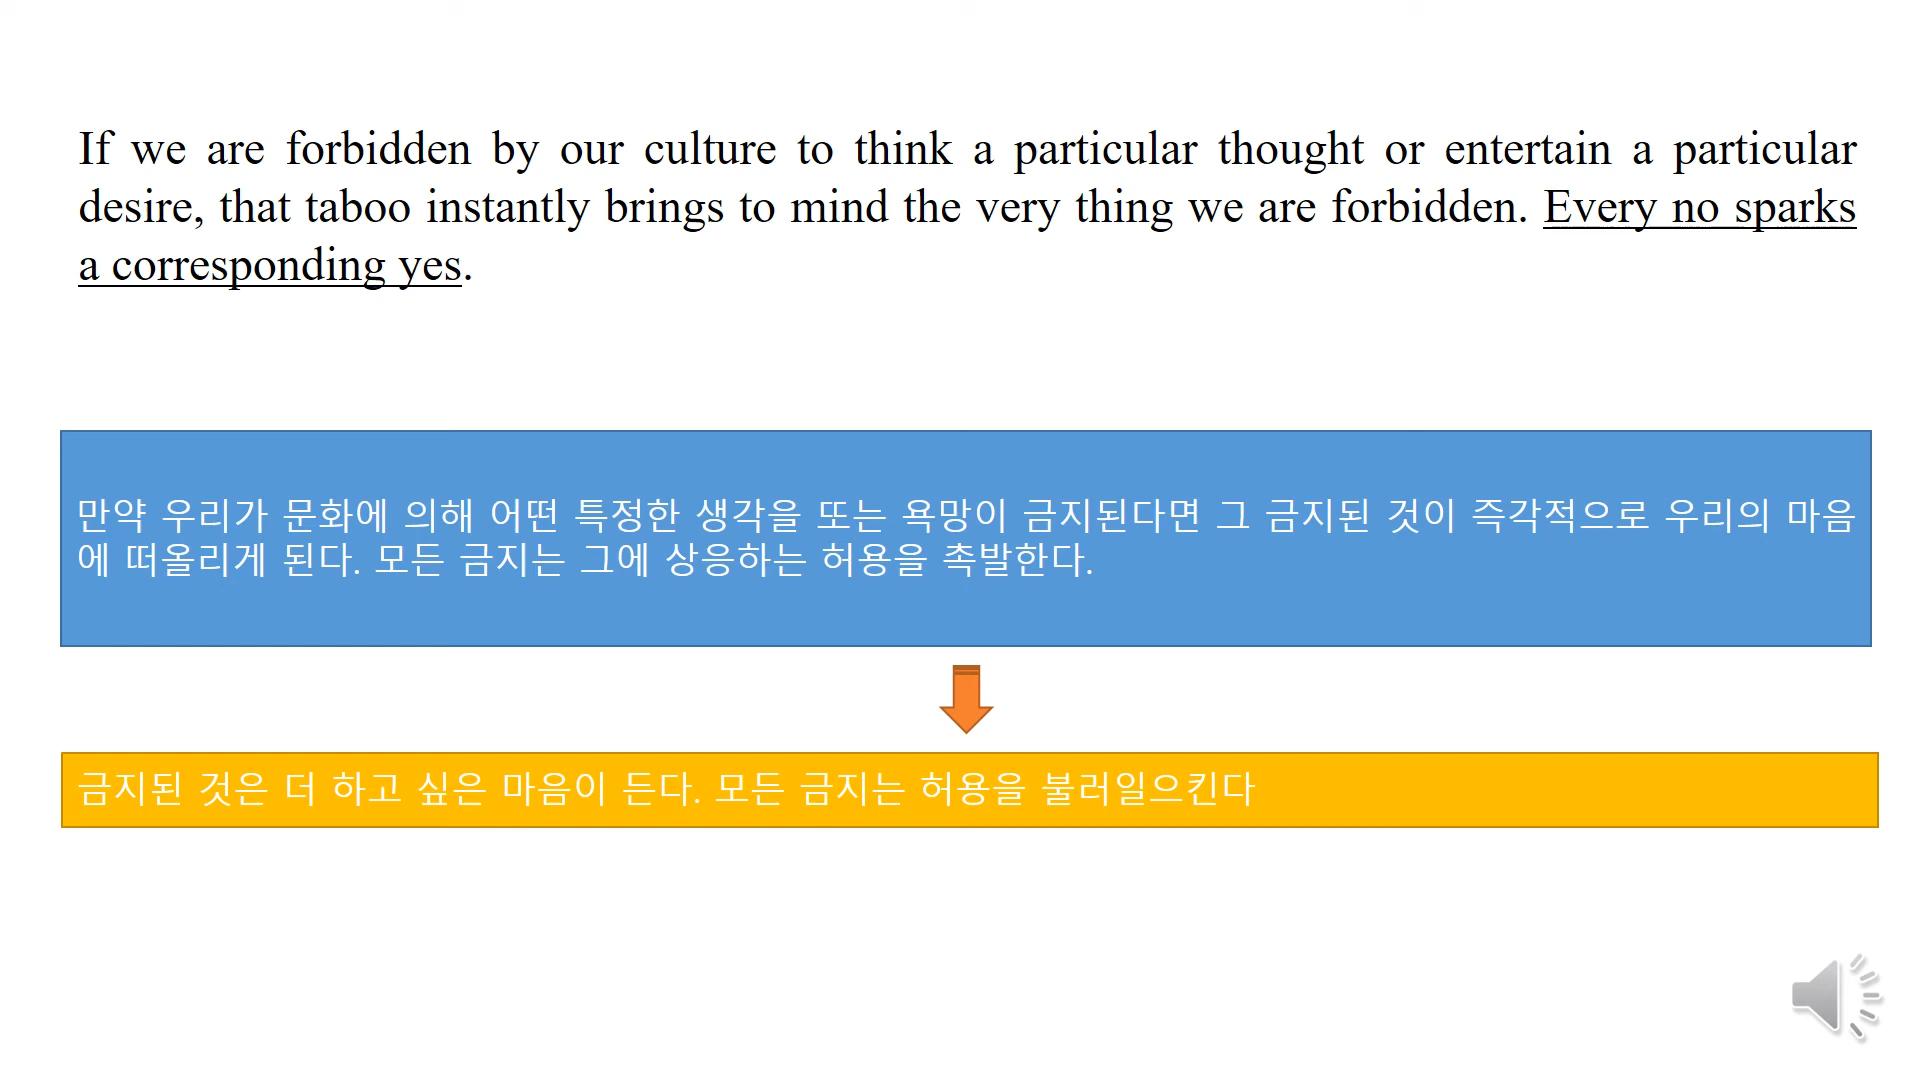 If we are forbidden by our culture to think a particular thought or entertain a particular
desire, that taboo instantly brings to mind the very thing we are forbidden. Every no sparks
a corresponding yes.
만약 우리가 문화에 의해 어떤 특정한 생각을 또는 욕망이 금지된다면 그 금지된 것이 즉각적으로 우리의 마음
에 떠올리게 된다. 모든 금지는 그에 상응하는 허용을 촉발한다.
금지된 것은 더 하고 싶은 마음이 든다. 모든 금지는 허용을 불러일으킨다